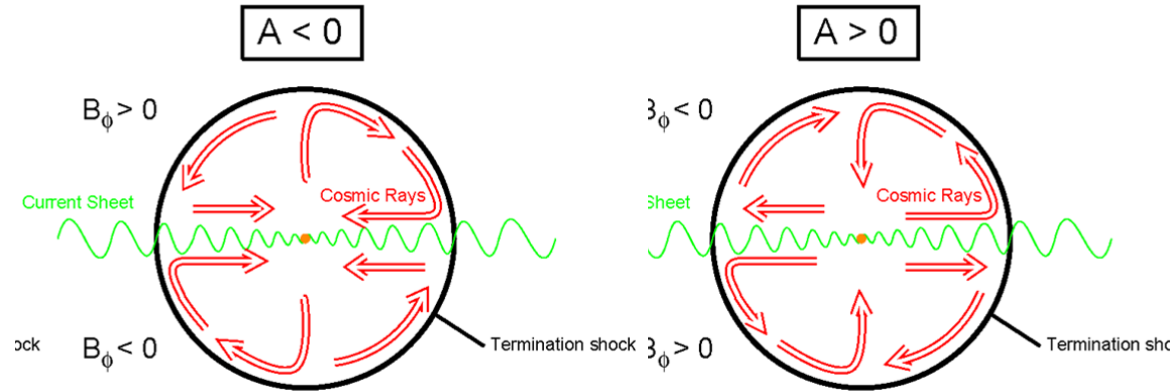 A < 0
A > 0
Bϕ > 0
Bϕ < 0
Current Sheet
Cosmic Rays
Sheet
Cosmic Rays
Bϕ < 0
Termination shock
ock
Bϕ > 0
Termination sho